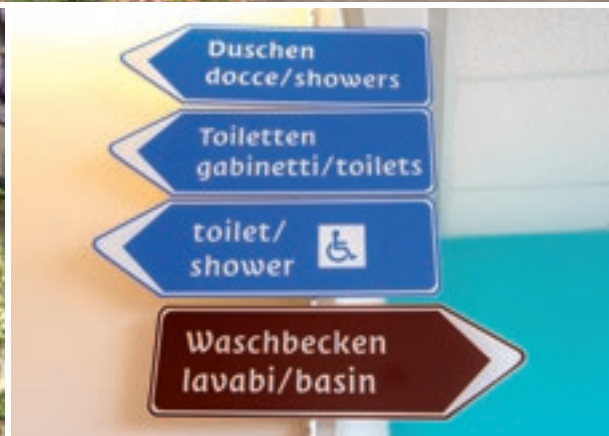 Duschen
docce/showers
Toiletten
gabinetti/toilets
toilet/
shower
Waschbecken
lavabi/basin